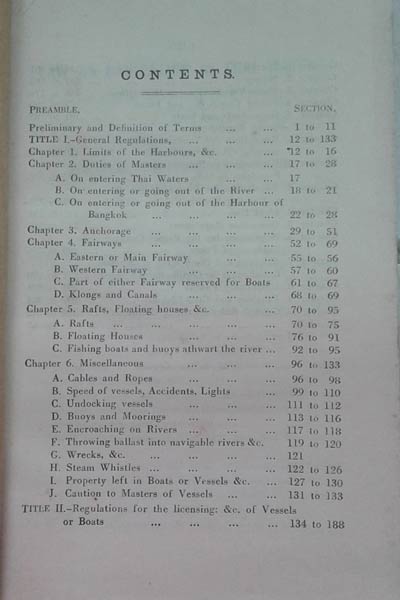 CONTENTS.
PREAMBLE. SECTION.
Preliminary and Definition of Terms ... ... 1 to 11
TITLE I.-General Regulations, ... ... ... 12 to 133
Chapter 1. Limits of the Harbours, &c. ... 12 to 16
Chapter 2. Duties of Masters ... ... ... 17 to 28
A. On entering Thai Waters ... ... 17
B. On entering or going out of the River ... 18 to 21
C. On entering or going out of the Harbour of
Bangkok ... ... ... ... 22 to 28
Chapter 3. Anchorage ... ... ... ... 29 to 51
Chapter 4. Fairways ... ... ... ... 52 to 69
A. Eastern or Main Fairway ... ... 55 to 56
B. Western Fairway ... ... ... 57 to 60
C. Part of either Fairway reserved for Boats 61 to 67
D. Klongs and Canals ... ... ... 68 to 69
Chapter 5. Rafts, Floating houses &c. ... ... 70 to 95
A. Rafts ... ... ... ... ... 70 to 75
B. Floating Houses ... ... ... 76 to 91
C. Fishing boats and buoys athwart the river ... 92 to 95
Chapter 6. Miscellaneous ... ... ... 96 to 133
A. Cables and Ropes ... ... ... 96 to 98
B. Speed of vessels, Accidents, Lights ... 99 to 110
C. Undocking vessels ... ... ... 111 to 112
D. Buoys and Moorings ... ... ... 113 to 116
E. Encroaching on Rivers ... ... ... 117 to 118
F. Throwing ballast into navigable rivers &c. 119 to 120
G. Wrecks, &c. ... ... ... ... 121
H. Steam Whistles ... ... ... ... 122 to 126
I. Property left in Boats or Vessels &c. ... 127 to 130
J. Caution to Masters of Vessels ... ... 131 to 133
TITLE II.-Regulations for the licensing: &c. of Vessels
or Boats ... ... ... ... 134 to 188